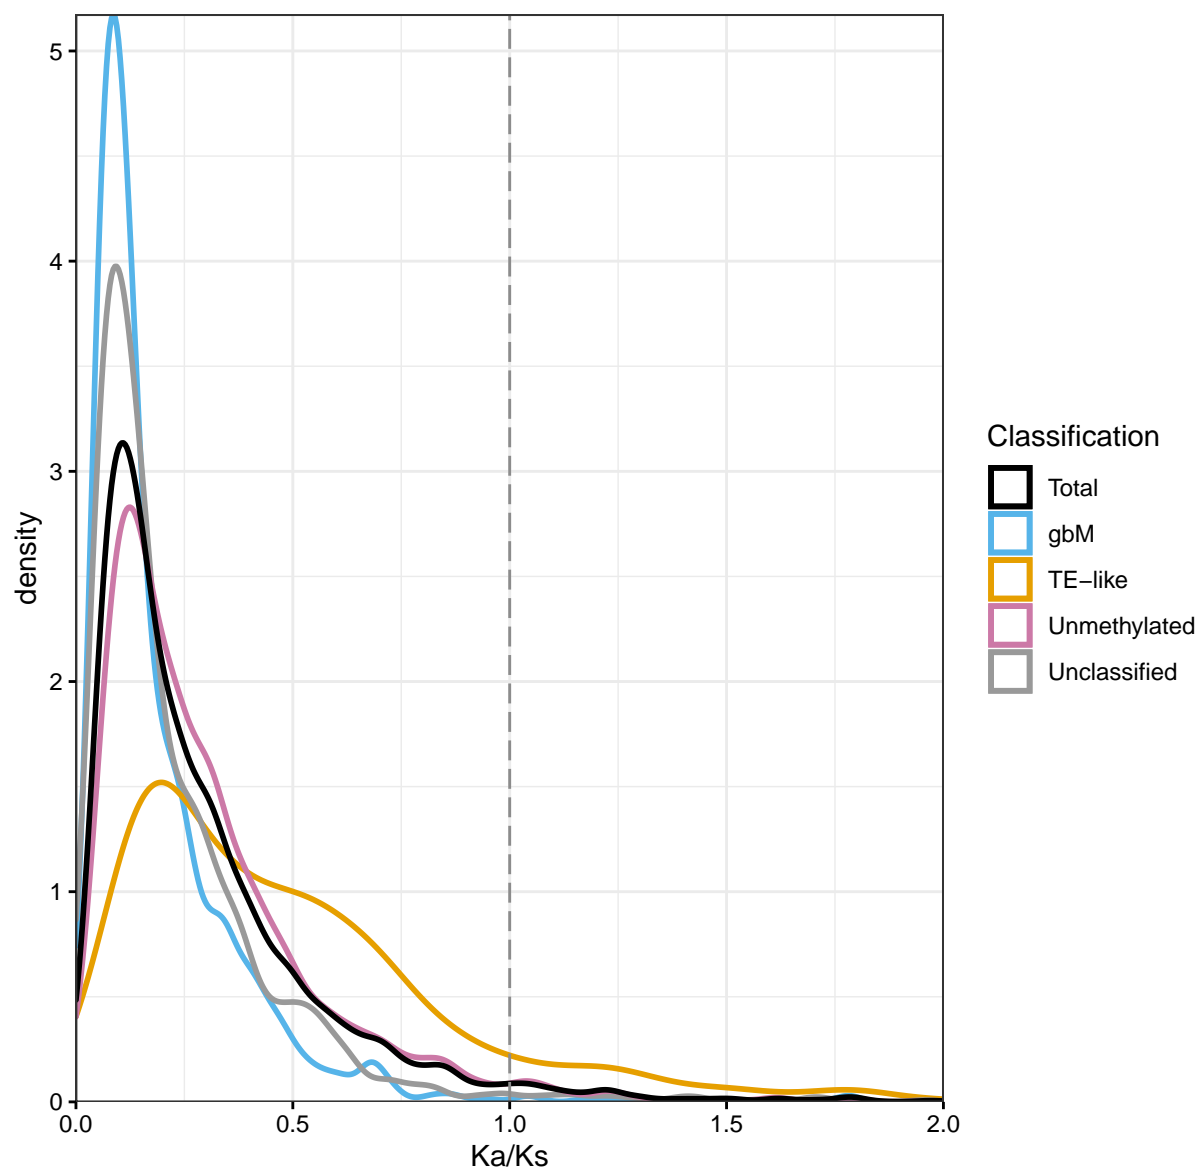 5
4
3
2
1
0
density
0.0
0.5
1.0
1.5
2.0
Ka/Ks
Classification
Total
gbM
TE−like
Unmethylated
Unclassified